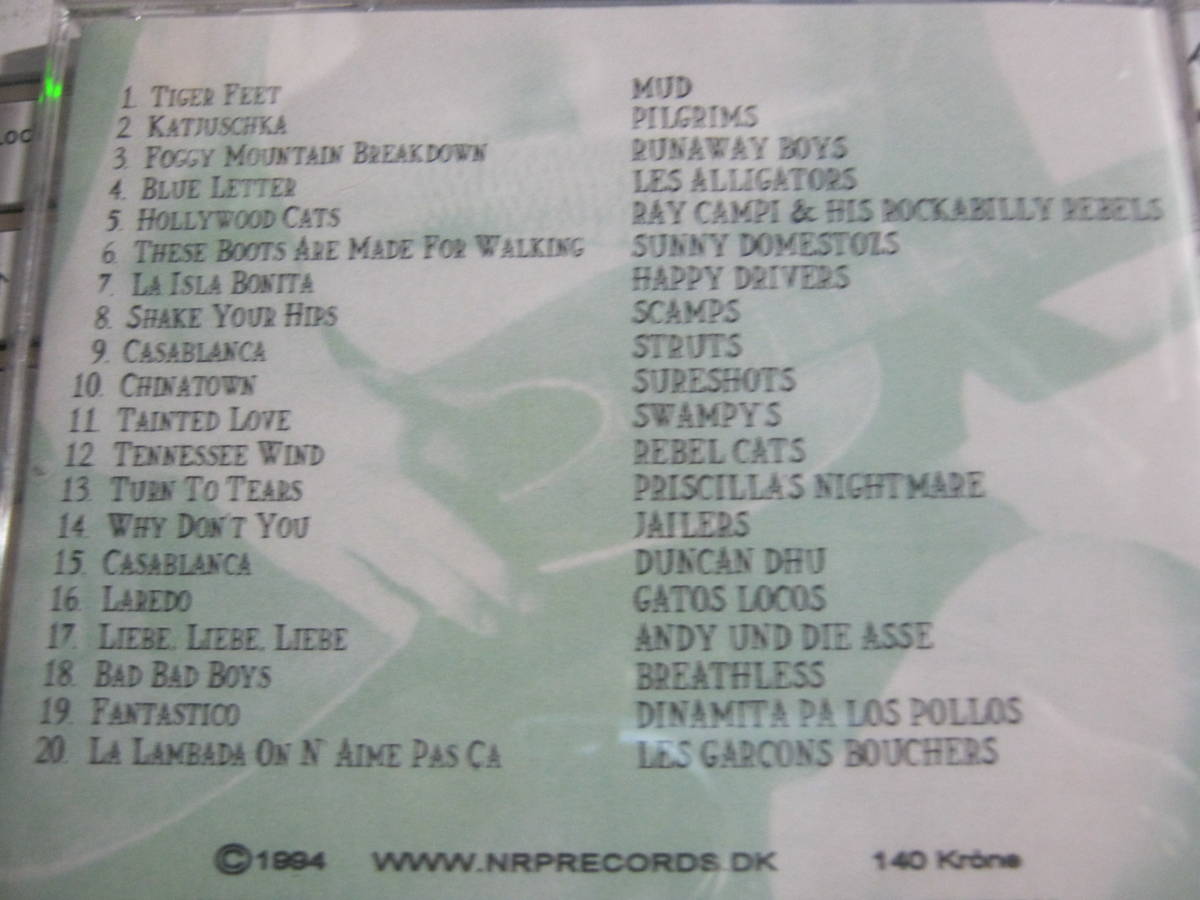 1. TIGER FEET MUD
2 KATJUSCHKA PILGRIMS
3. FOGGY MOUNTAIN BREAKDOWN RUNAWAY BOYS
4. BLUE LETTER LES ALLIGATORS
5. HOLLYWOOD CATS RAY CAMPI & HIS ROCKABILLY REBELS
6. THESE BOOTS ARE MADE FOR WALKING SUNNY DOMESTOZS
7. LA ISLA BONITA HAPPY DRIVERS
8. SHAKE YOUR HIPS SCAMPS
9. CASABLANCA STRUTS
10. CHINATOWN SURESHOTS
11. TAINTED LOVE SWAMPY'S
12 TENNESSEE WIND REBEL CATS
13. TURN TO TEARS PRISCILLA'S NIGHTMARE
14. WHY DON'T YOU JAILERS
15. CASABLANCA DUNCAN DHU
16. LAREDO GATOS LOCOS
17. LIEBE, LIEBE, LIEBE ANDY UND DIE ASSE
18. BAD BAD BOYS BREATHLESS
19. FANTASTICO DINAMITA PA LOS POLLOS
20. LA LAMBADA ON N' AIME PAS ÇA LES GARÇONS BOUCHERS
©1994 WWW.NRPRECORDS.DK 140 Kröne